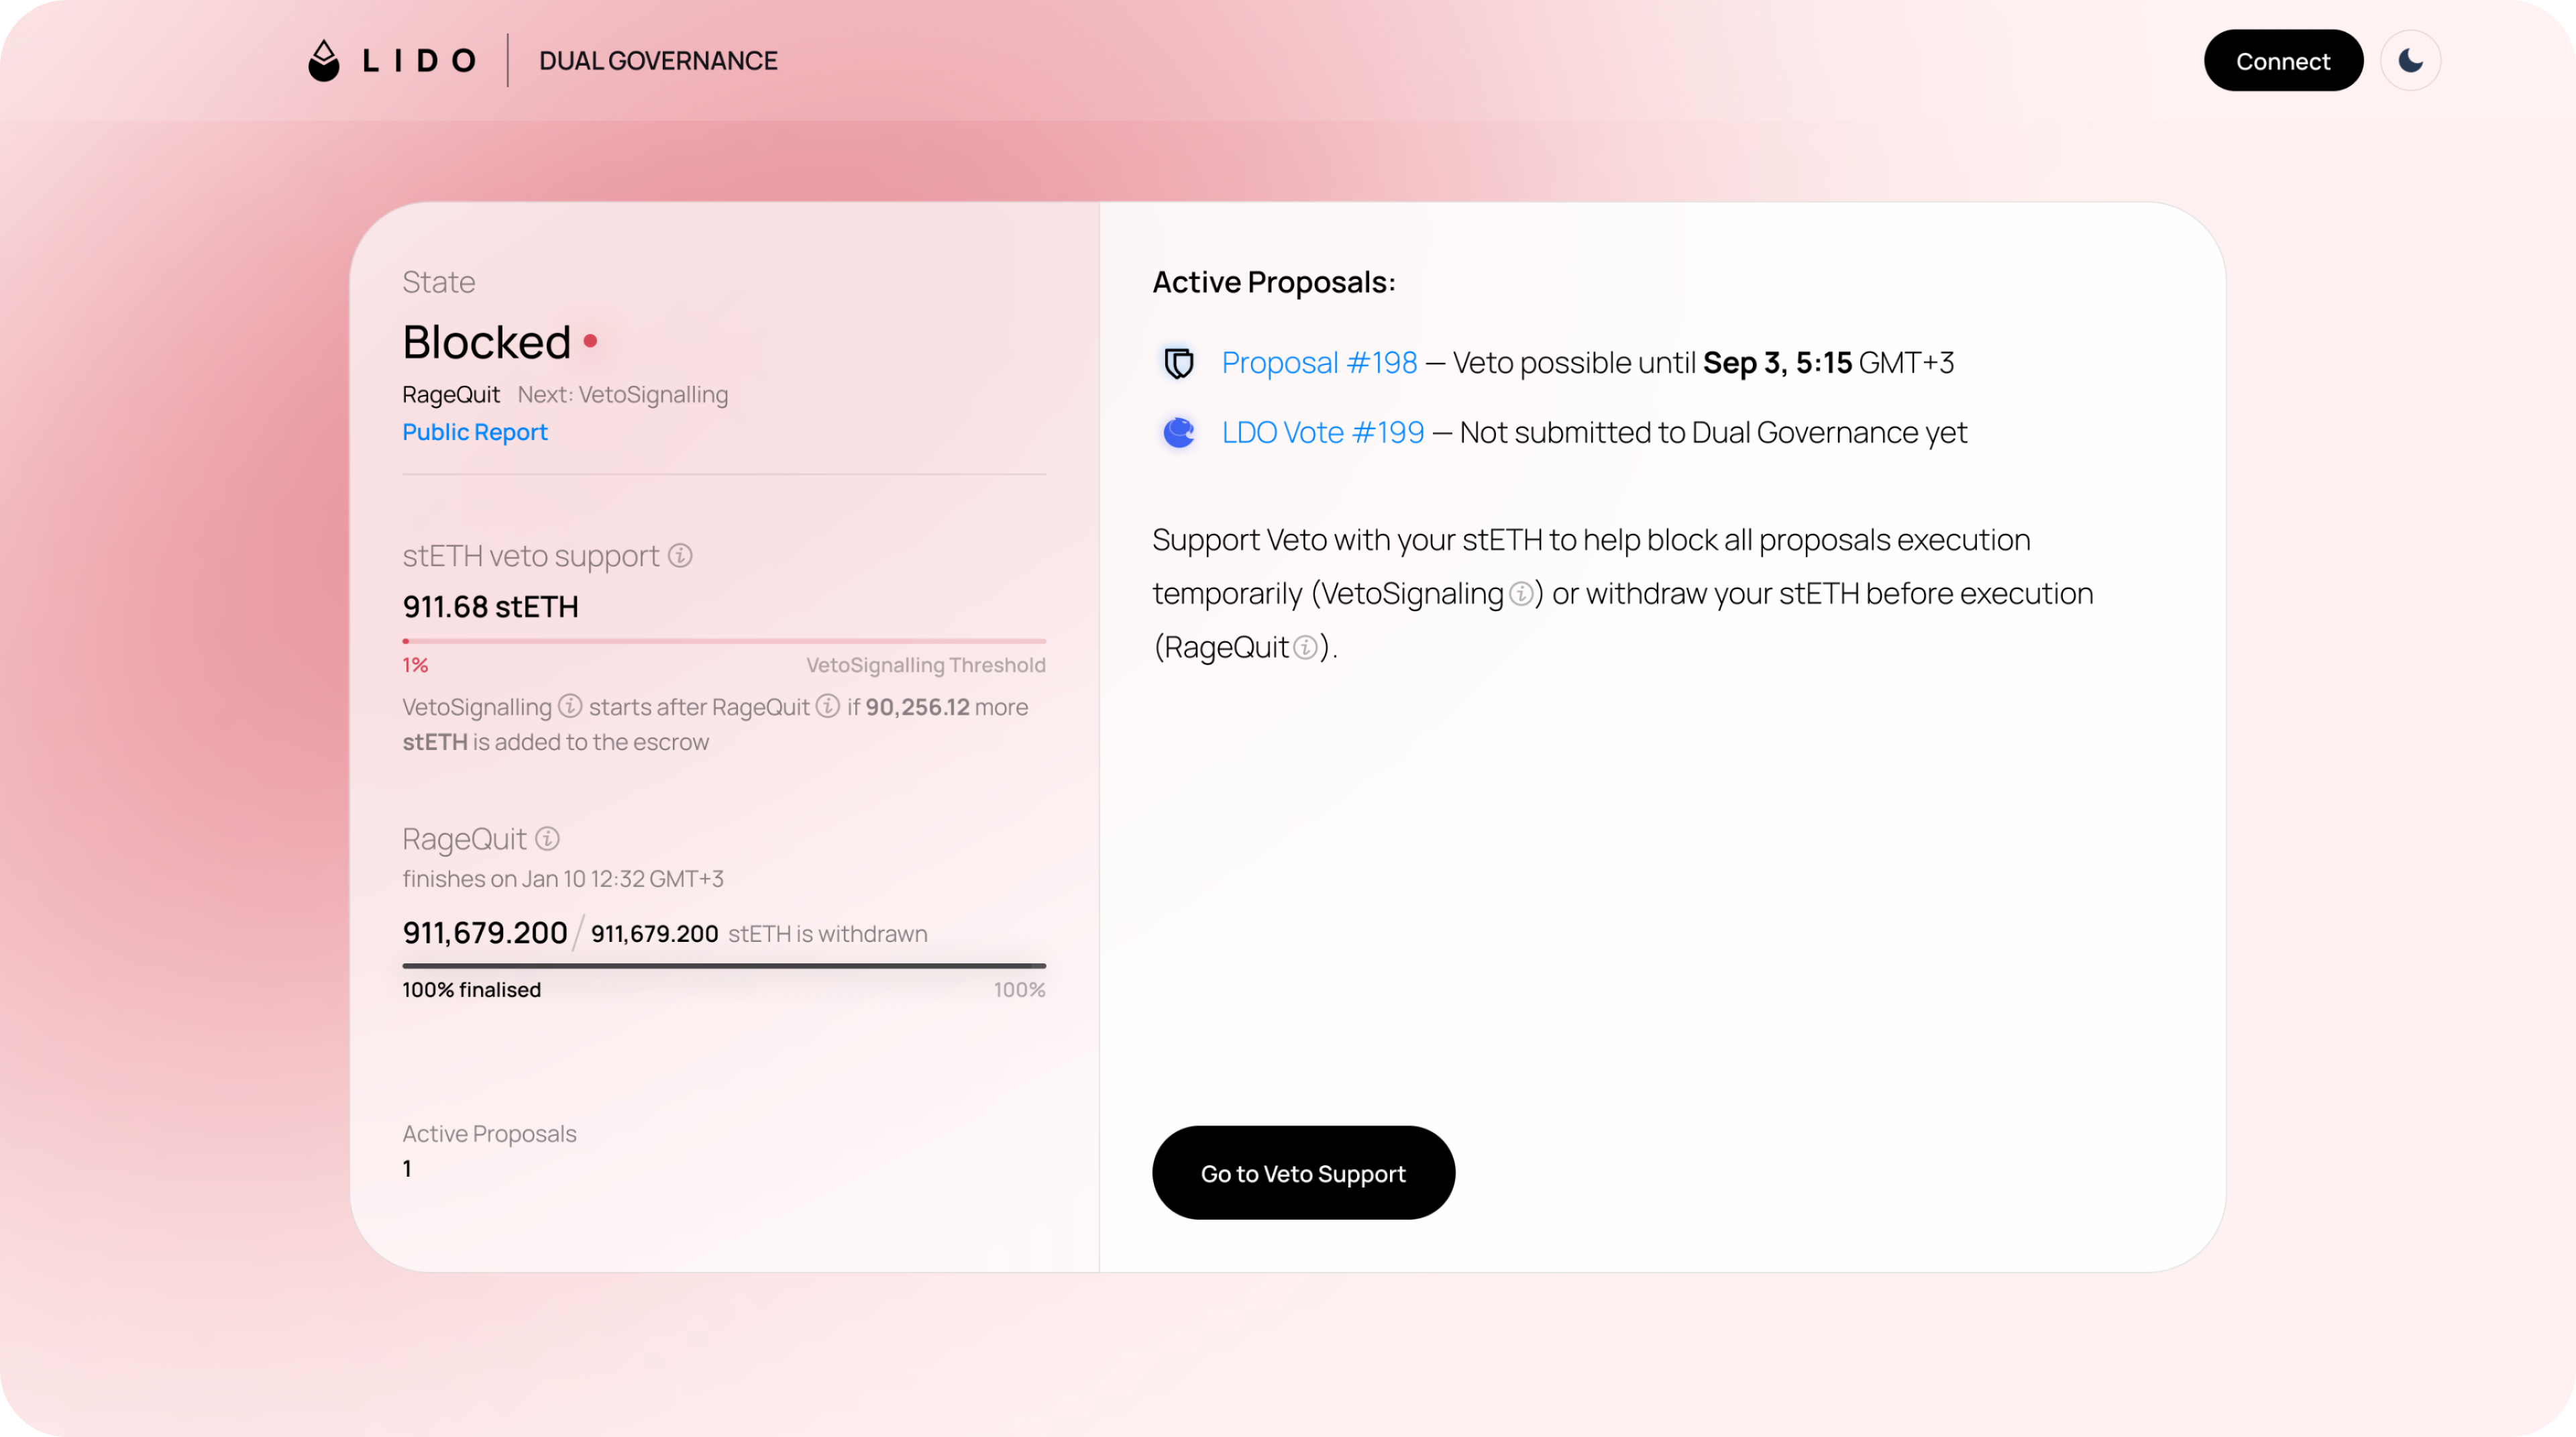 LIDO DUAL GOVERNANCE
Connect
State
Blocked
RageQuit Next: VetoSignalling
Public Report
stETH veto support
911.68 stETH
1% VetoSignalling Threshold
VetoSignalling starts after RageQuit if 90,256.12 more
stETH is added to the escrow
RageQuit
finishes on Jan 10 12:32 GMT+3
911,679.200 / 911,679.200 stETH is withdrawn
100% finalised 100%
Active Proposals
1
Active Proposals:
Proposal #198 — Veto possible until Sep 3, 5:15 GMT+3
LDO Vote #199 — Not submitted to Dual Governance yet
Support Veto with your stETH to help block all proposals execution
temporarily (VetoSignaling) or withdraw your stETH before execution
(RageQuit).
Go to Veto Support